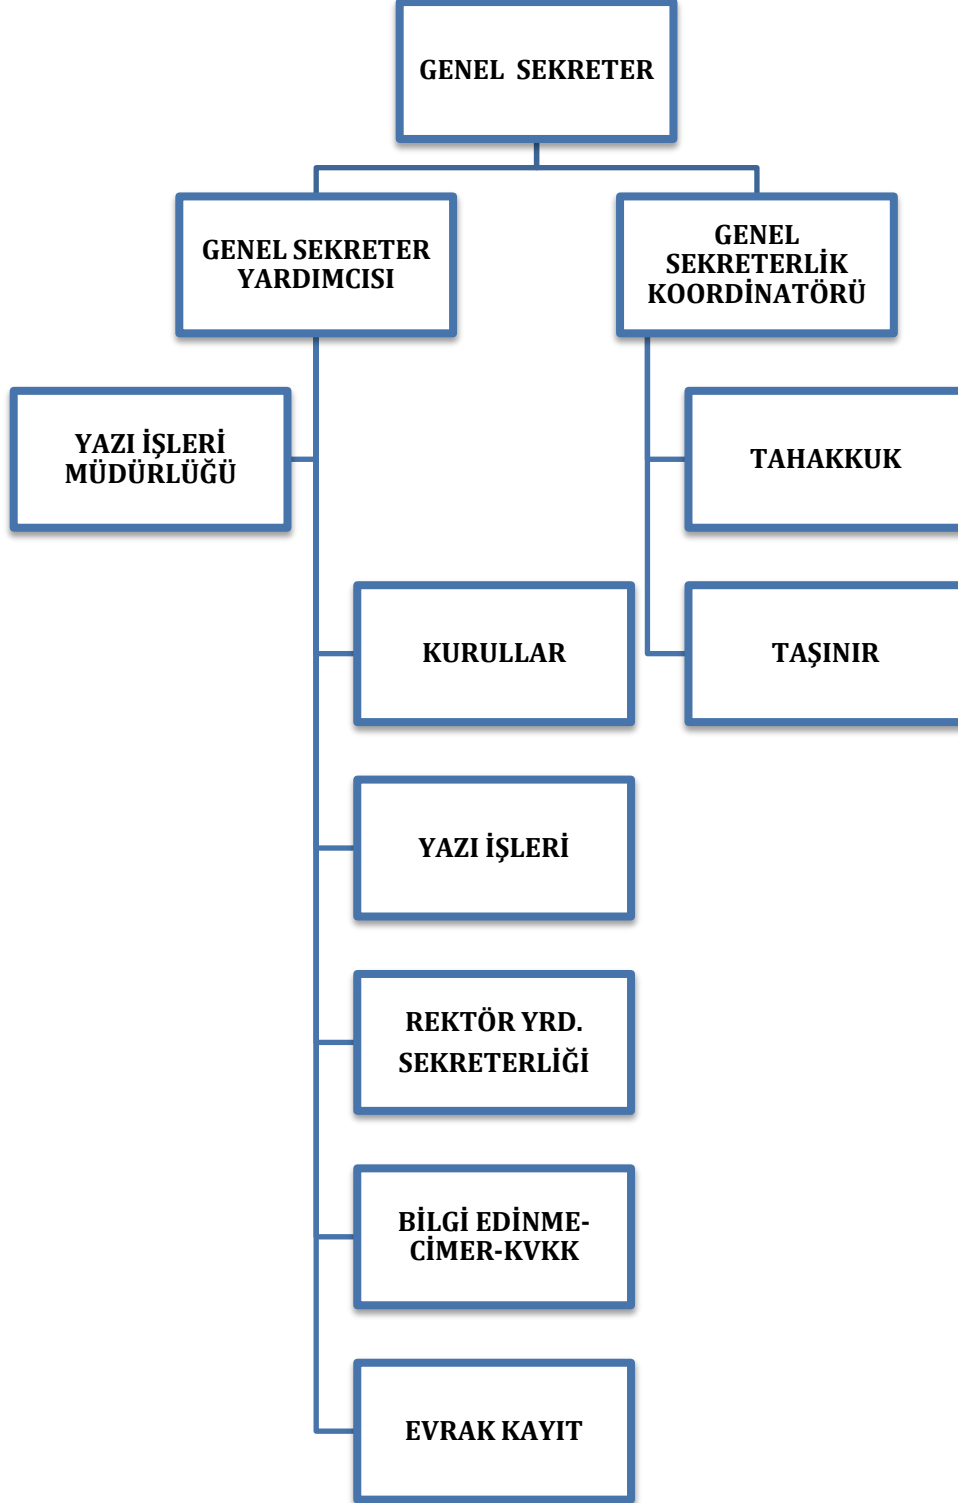 GENEL SEKRETER
GENEL SEKRETER
YARDIMCISI
GENEL
SEKRETERLİK
KOORDİNATÖRÜ
YAZI İŞLERİ
MÜDÜRLÜĞÜ
TAHAKKUK
KURULLAR
TAŞINIR
YAZI İŞLERİ
REKTÖR YRD.
SEKRETERLİĞİ
BİLGİ EDİNME-
CİMER-KVKK
EVRAK KAYIT